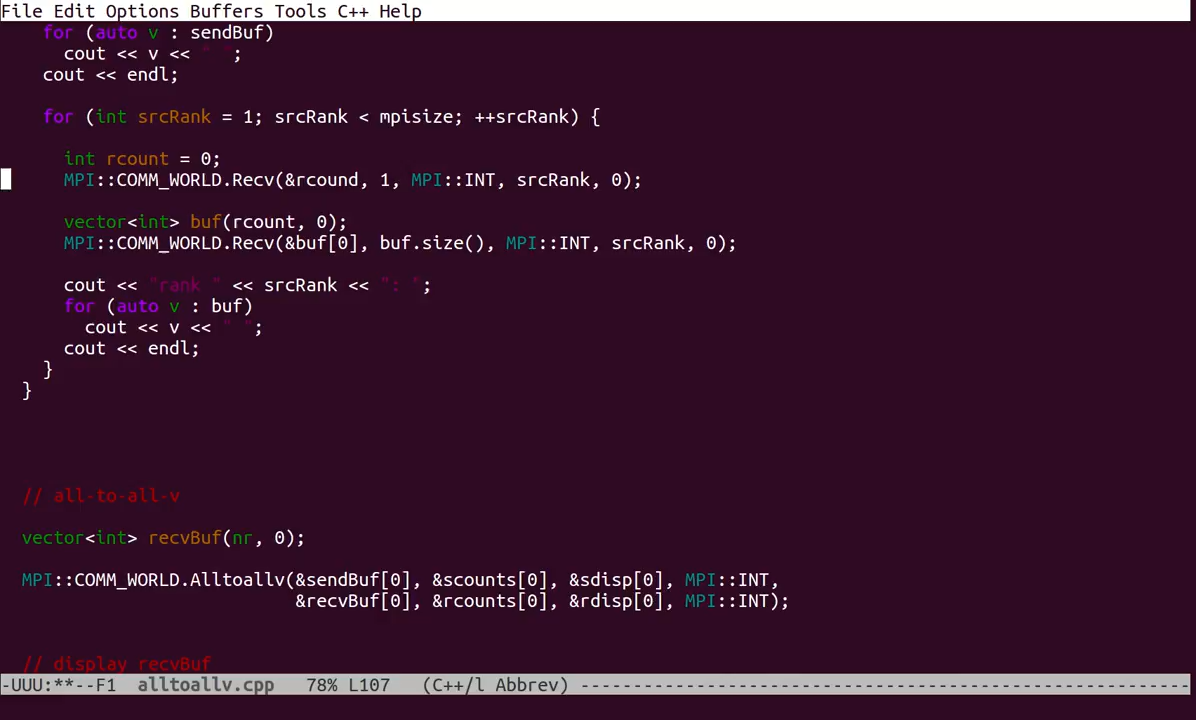 File Edit Options Buffers Tools C++ Help
for (auto v : sendBuf)
cout << v << " ";
cout << endl;
for (int srcRank = 1; srcRank < mpisize; ++srcRank) {
int rcount = 0;
MPI::COMM_WORLD.Recv(&rcound, 1, MPI::INT, srcRank, 0);
vector<int> buf(rcount, 0);
MPI::COMM_WORLD.Recv(&buf[0], buf.size(), MPI::INT, srcRank, 0);
cout << "rank " << srcRank << ": ";
for (auto v : buf)
cout << v << " ";
cout << endl;
}
}
// all-to-all-v
vector<int> recvBuf(nr, 0);
MPI::COMM_WORLD.Alltoallv(&sendBuf[0], &scounts[0], &sdisp[0], MPI::INT,
&recvBuf[0], &rcounts[0], &rdisp[0], MPI::INT);
// display recvBuf
-UUU:**--F1 alltoallv.cpp 78% L107 (C++/l Abbrev) ----------------------------------------------------------